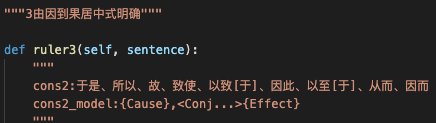 """3由因到果居中式明确"""
def ruler3(self, sentence):
"""
cons2:于是、所以、故、致使、以致[于]、因此、以至[于]、从而、因而
cons2_model:{Cause},<Conj...>{Effect}
"""